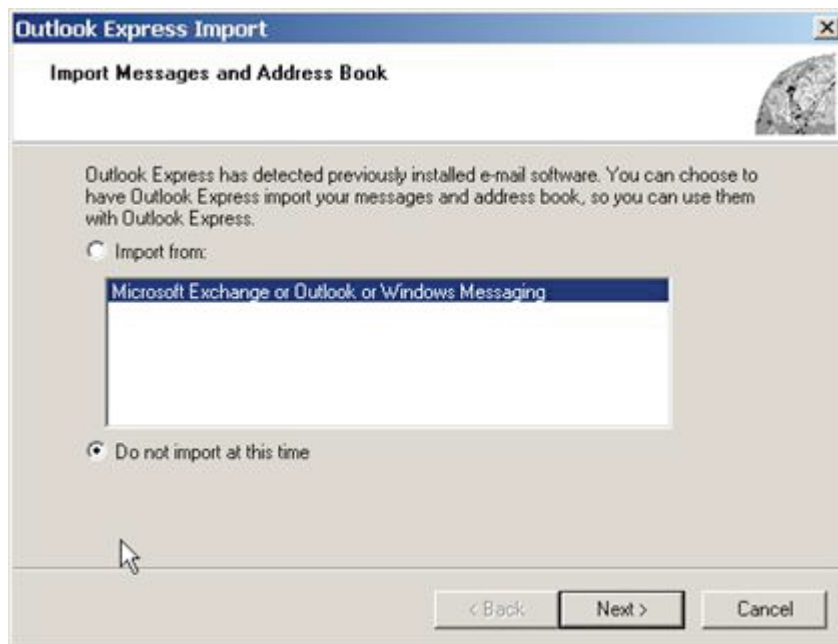 Outlook Express Import
Import Messages and Address Book
Outlook Express has detected previously installed e-mail software. You can choose to
have Outlook Express import your messages and address book, so you can use them
with Outlook Express.
Import from:
Microsoft Exchange or Outlook or Windows Messaging
Do not import at this time
< Back Next > Cancel